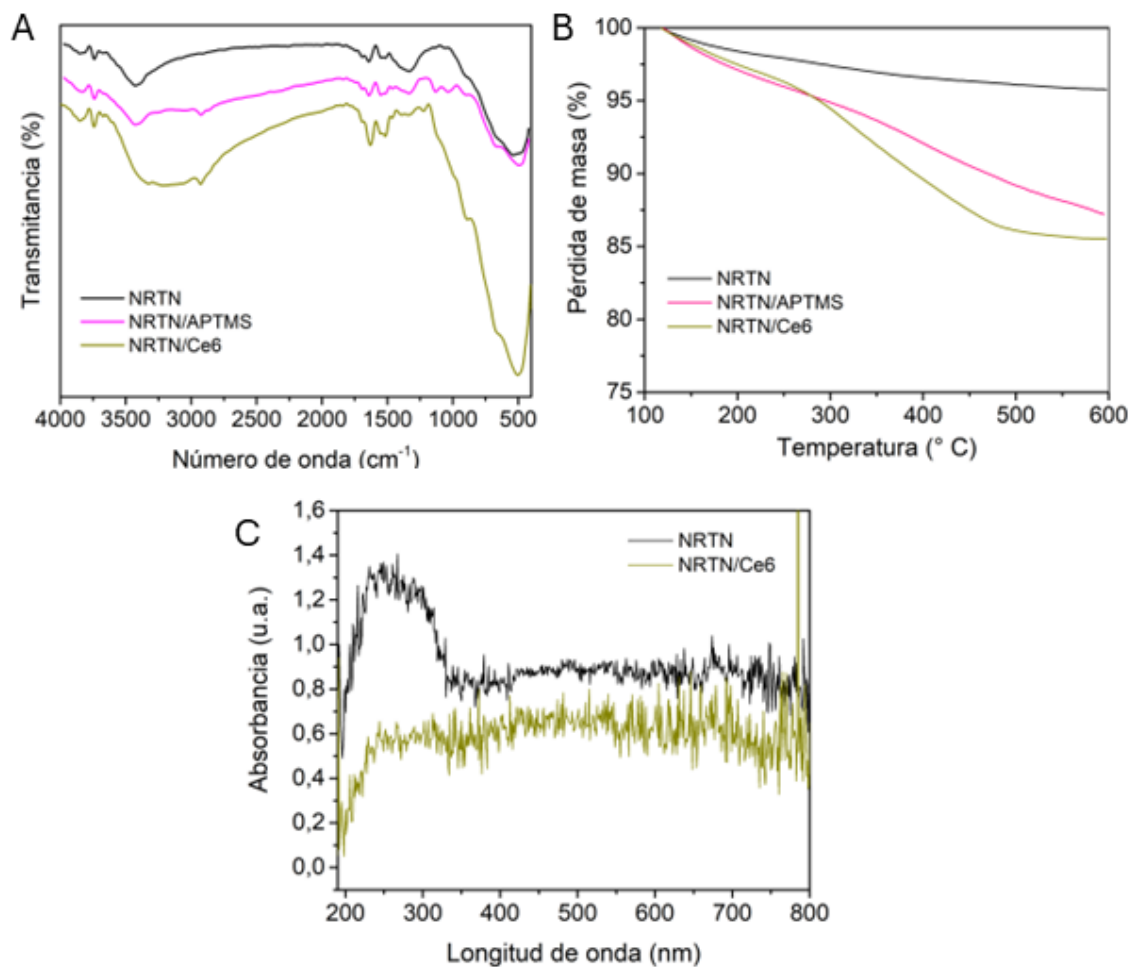 A
Transmitancia (%)
NRTN
NRTN/APTMS
NRTN/Ce6
4000 3500 3000 2500 2000 1500 1000 500
Número de onda (cm⁻¹)
B
Pérdida de masa (%)
100
95
90
85
80
75
NRTN
NRTN/APTMS
NRTN/Ce6
100 200 300 400 500 600
Temperatura (° C)
C
Absorbancia (u.a.)
1,6
1,4
1,2
1,0
0,8
0,6
0,4
0,2
0,0
NRTN
NRTN/Ce6
200 300 400 500 600 700 800
Longitud de onda (nm)